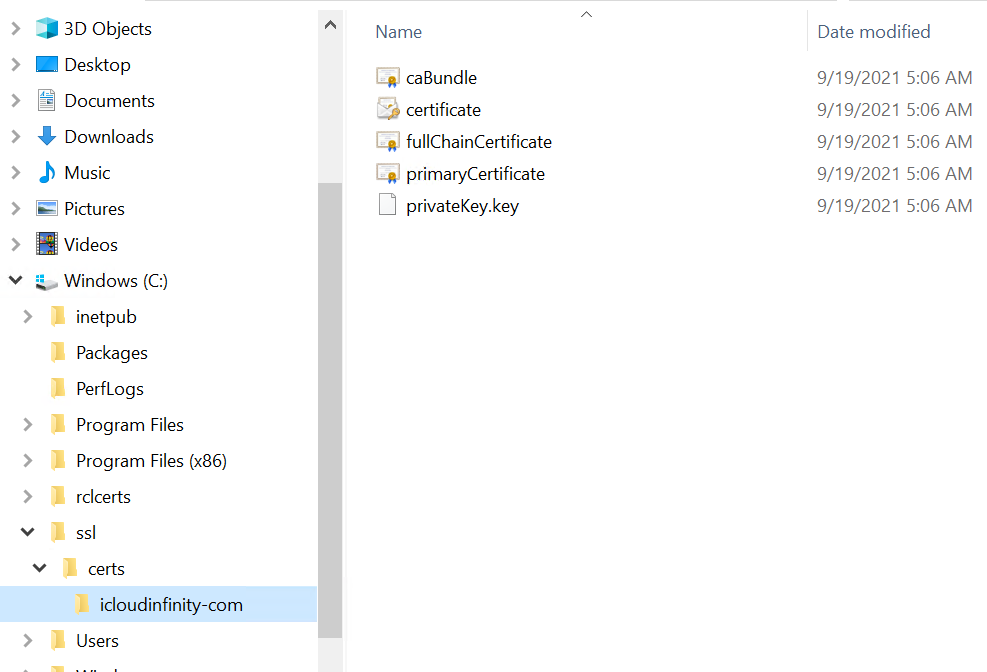 3D Objects
Desktop
Documents
Downloads
Music
Pictures
Videos
Windows (C:)
inetpub
Packages
PerfLogs
Program Files
Program Files (x86)
rclcerts
ssl
certs
icloudinfinity-com
Users
Name Date modified
caBundle 9/19/2021 5:06 AM
certificate 9/19/2021 5:06 AM
fullChainCertificate 9/19/2021 5:06 AM
primaryCertificate 9/19/2021 5:06 AM
privateKey.key 9/19/2021 5:06 AM